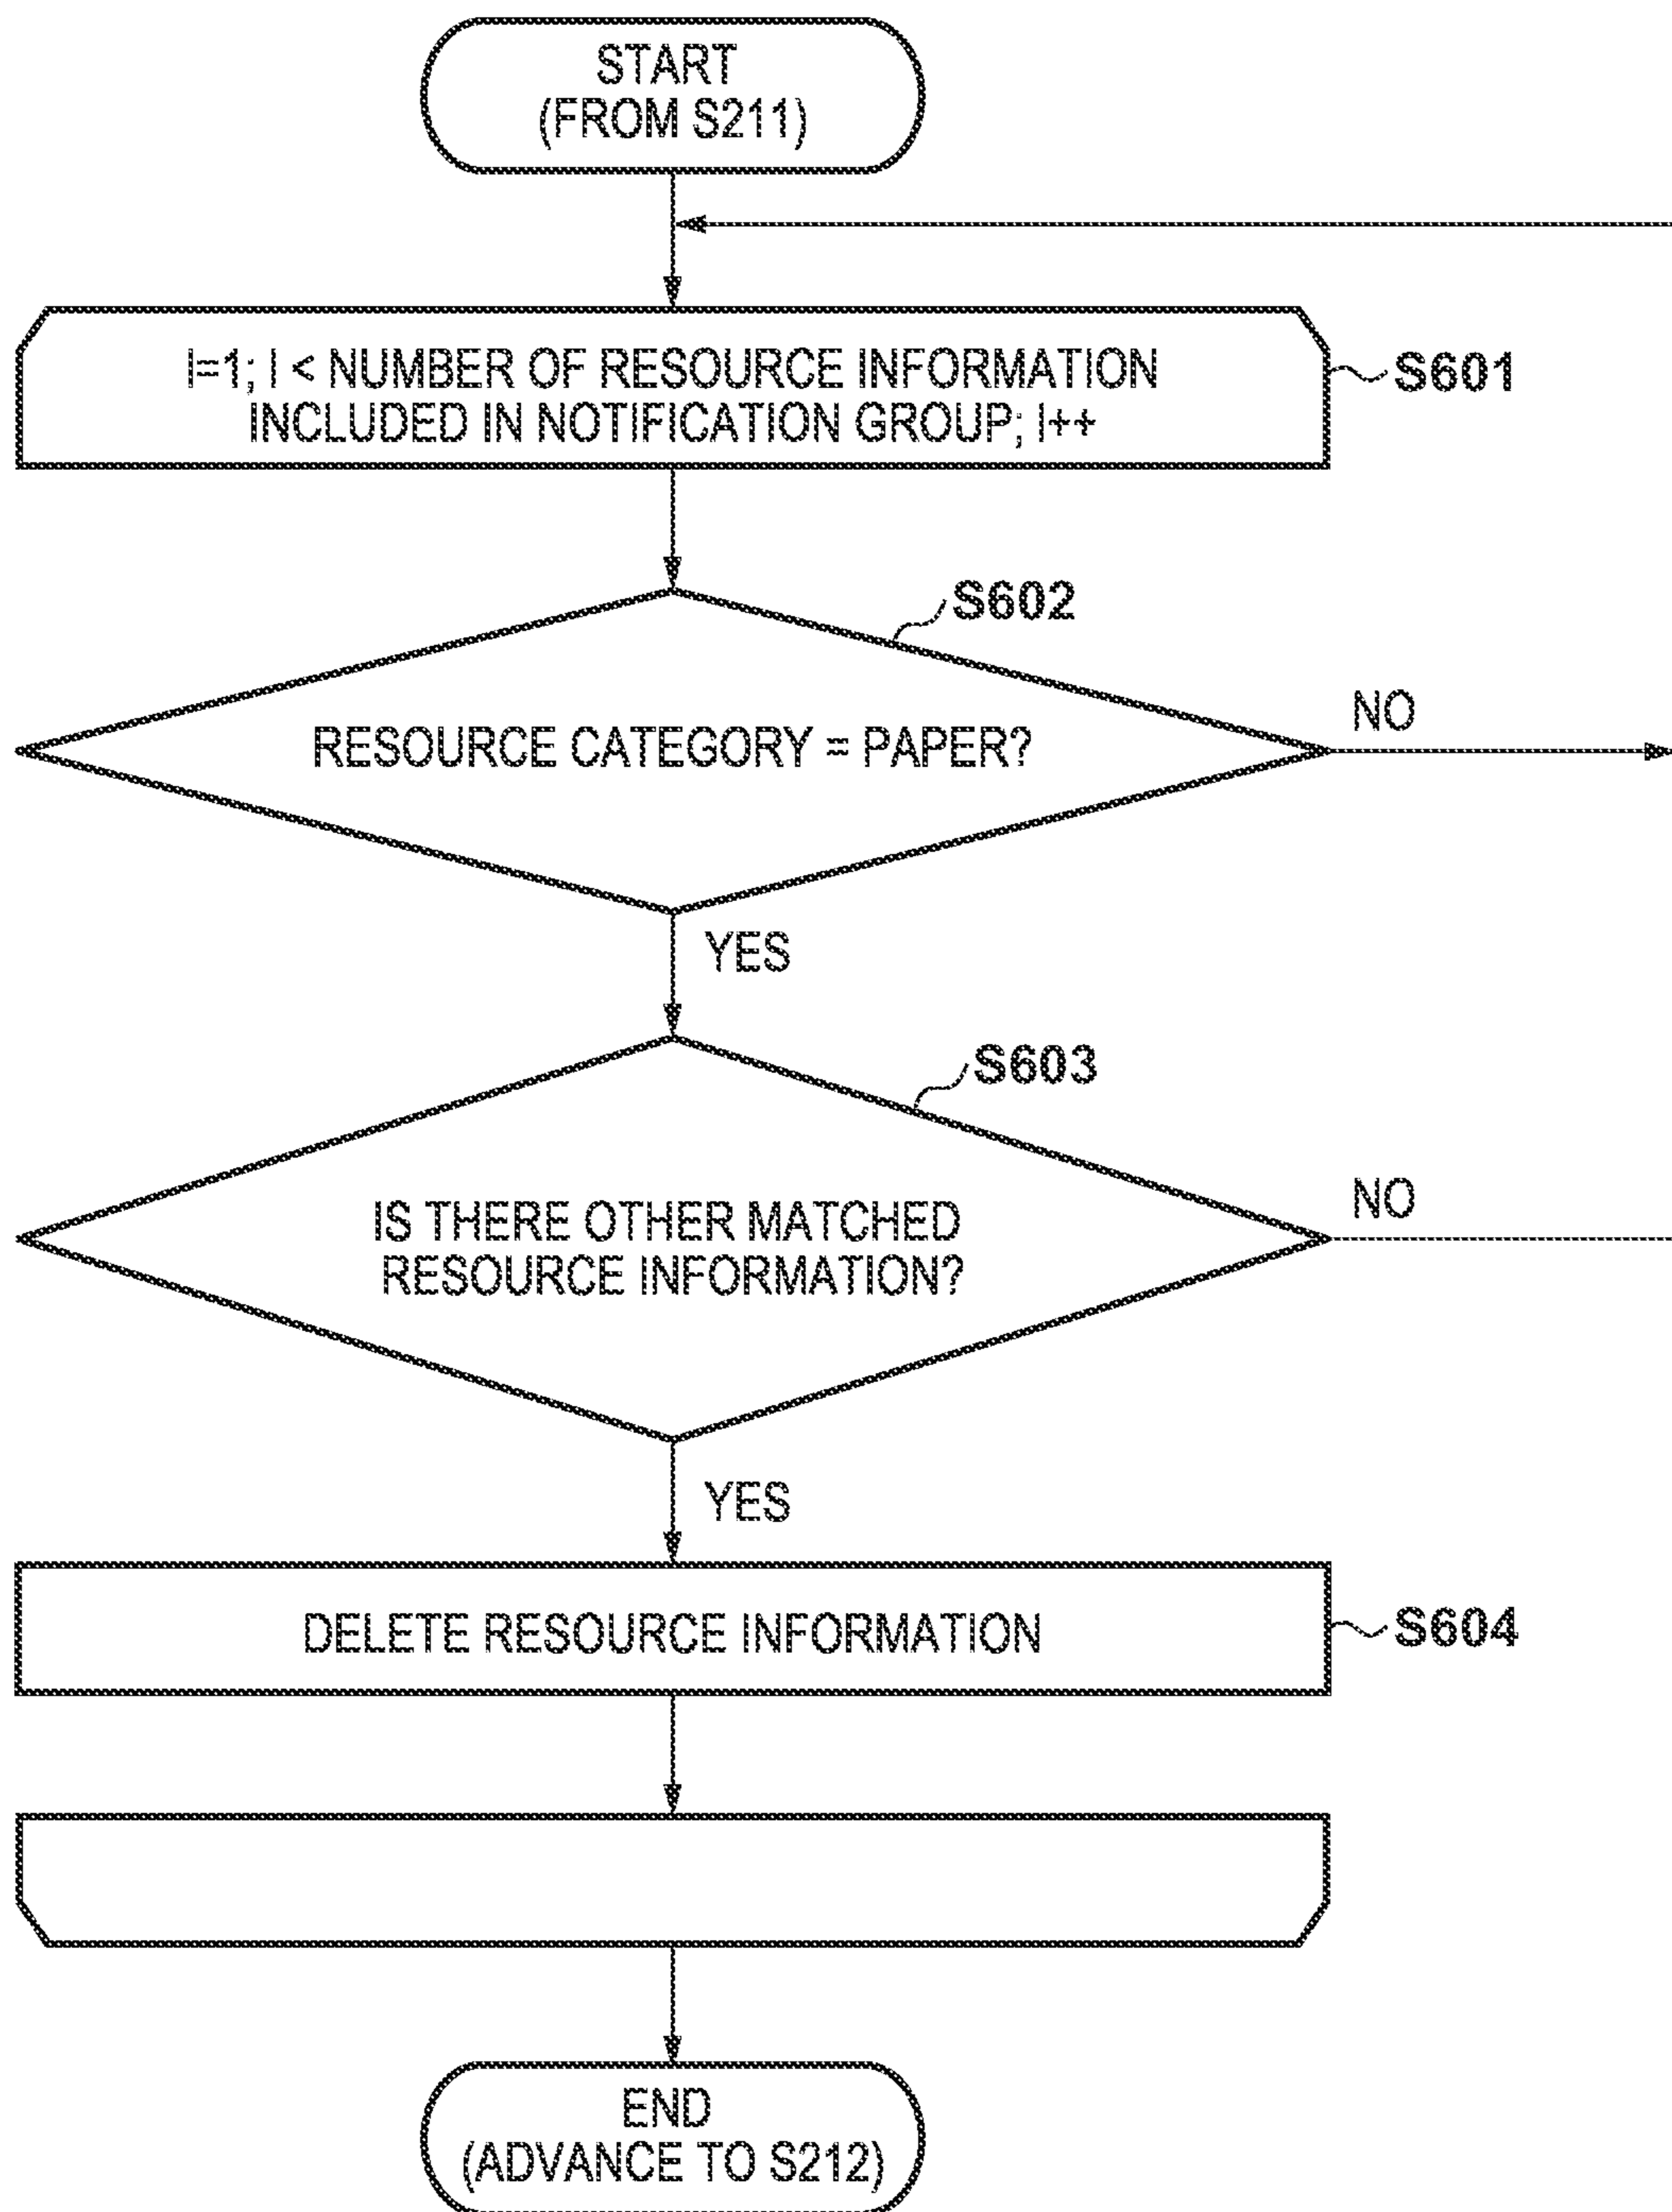 START
(FROM S211)
I=1; I < NUMBER OF RESOURCE INFORMATION
INCLUDED IN NOTIFICATION GROUP; I++
S601
S602
RESOURCE CATEGORY = PAPER?
NO
YES
S603
IS THERE OTHER MATCHED
RESOURCE INFORMATION?
NO
YES
DELETE RESOURCE INFORMATION
S604
END
(ADVANCE TO S212)